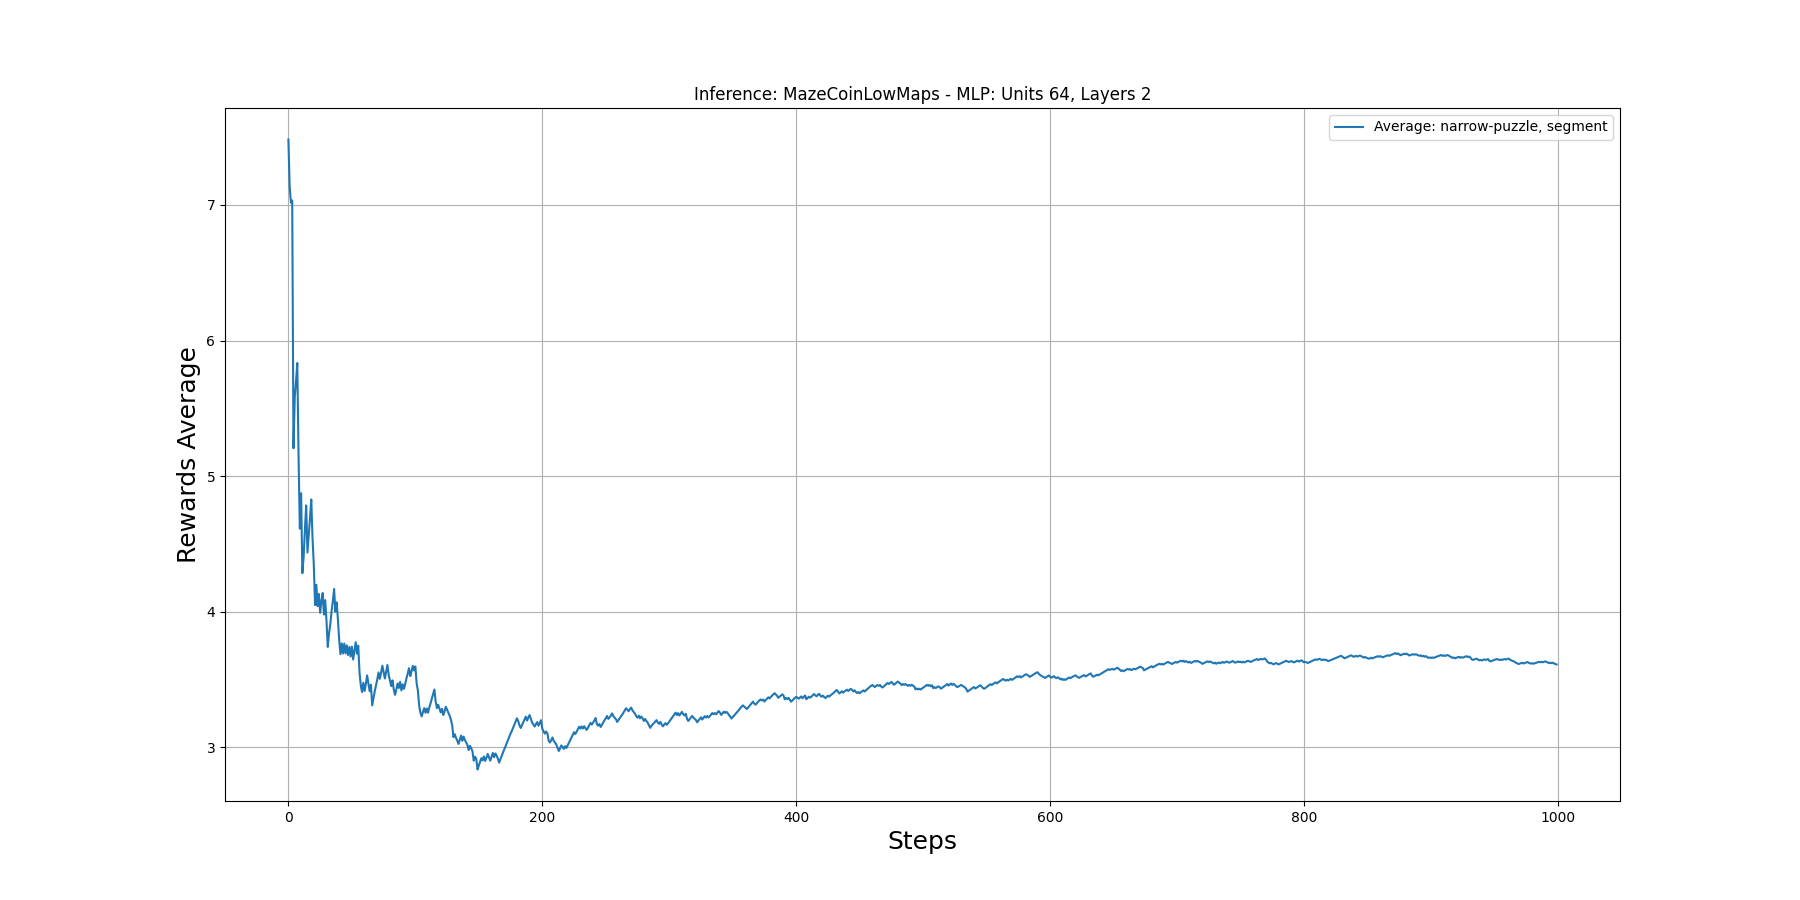 Inference: MazeCoinLowMaps - MLP: Units 64, Layers 2
Average: narrow-puzzle, segment
Rewards Average
7
6
5
4
3
0 200 400 600 800 1000
Steps